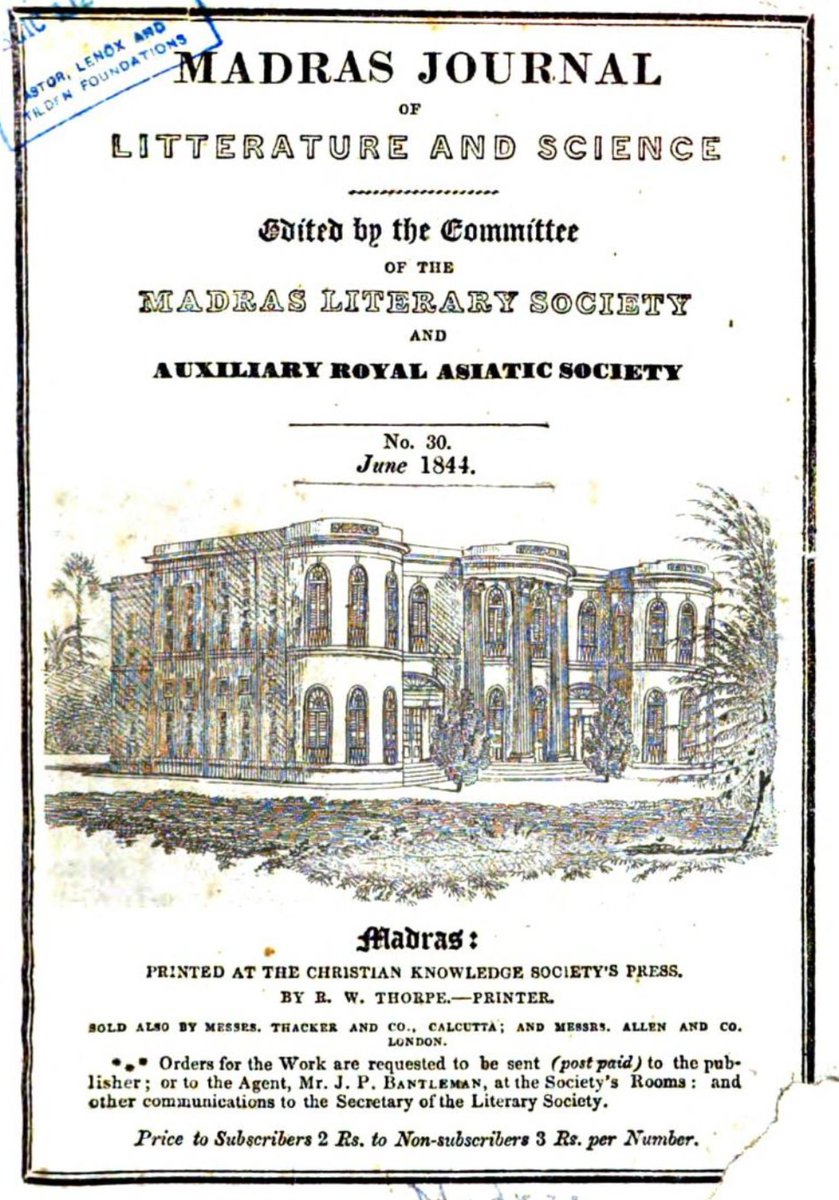 ASTOR, LENOX AND
TILDEN FOUNDATIONS
MADRAS JOURNAL
OF
LITTERATURE AND SCIENCE
Edited by the Committee
OF THE
MADRAS LITERARY SOCIETY
AND
AUXILIARY ROYAL ASIATIC SOCIETY
No. 30.
June 1844.
Madras:
PRINTED AT THE CHRISTIAN KNOWLEDGE SOCIETY'S PRESS.
BY R. W. THORPE.—PRINTER.
SOLD ALSO BY MESSES. THACKER AND CO., CALCUTTA; AND MESSRS. ALLEN AND CO.
LONDON.
*** Orders for the Work are requested to be sent (post paid) to the pub-
lisher; or to the Agent, Mr. J. P. BANTLEMAN, at the Society's Rooms: and
other communications to the Secretary of the Literary Society.
Price to Subscribers 2 Rs. to Non-subscribers 3 Rs. per Number.